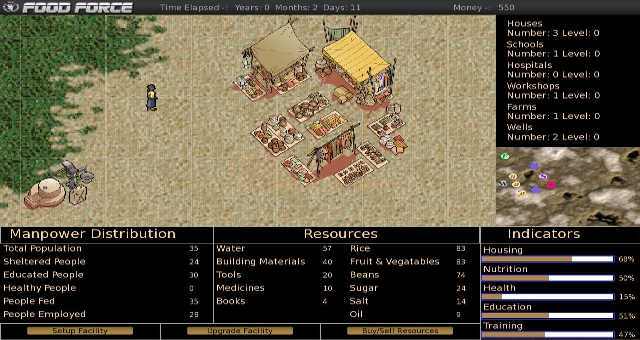 FOOD FORCE Time Elapsed -: Years: 0 Months: 2 Days: 11 Money -: 550
Houses
Number: 3 Level: 0
Schools
Number: 1 Level: 0
Hospitals
Number: 0 Level: 0
Workshops
Number: 1 Level: 0
Farms
Number: 1 Level: 0
Wells
Number: 2 Level: 0
Manpower Distribution
Total Population 35
Sheltered People 24
Educated People 30
Healthy People 0
People Fed 35
People Employed 28
Resources
Water 57 Rice 83
Building Materials 40 Fruit & Vegatables 83
Tools 20 Beans 74
Medicines 10 Sugar 24
Books 4 Salt 14
Oil 9
Indicators
Housing
68%
Nutrition
50%
Health
15%
Education
51%
Training
47%
Setup Facility Upgrade Facility Buy/Sell Resources